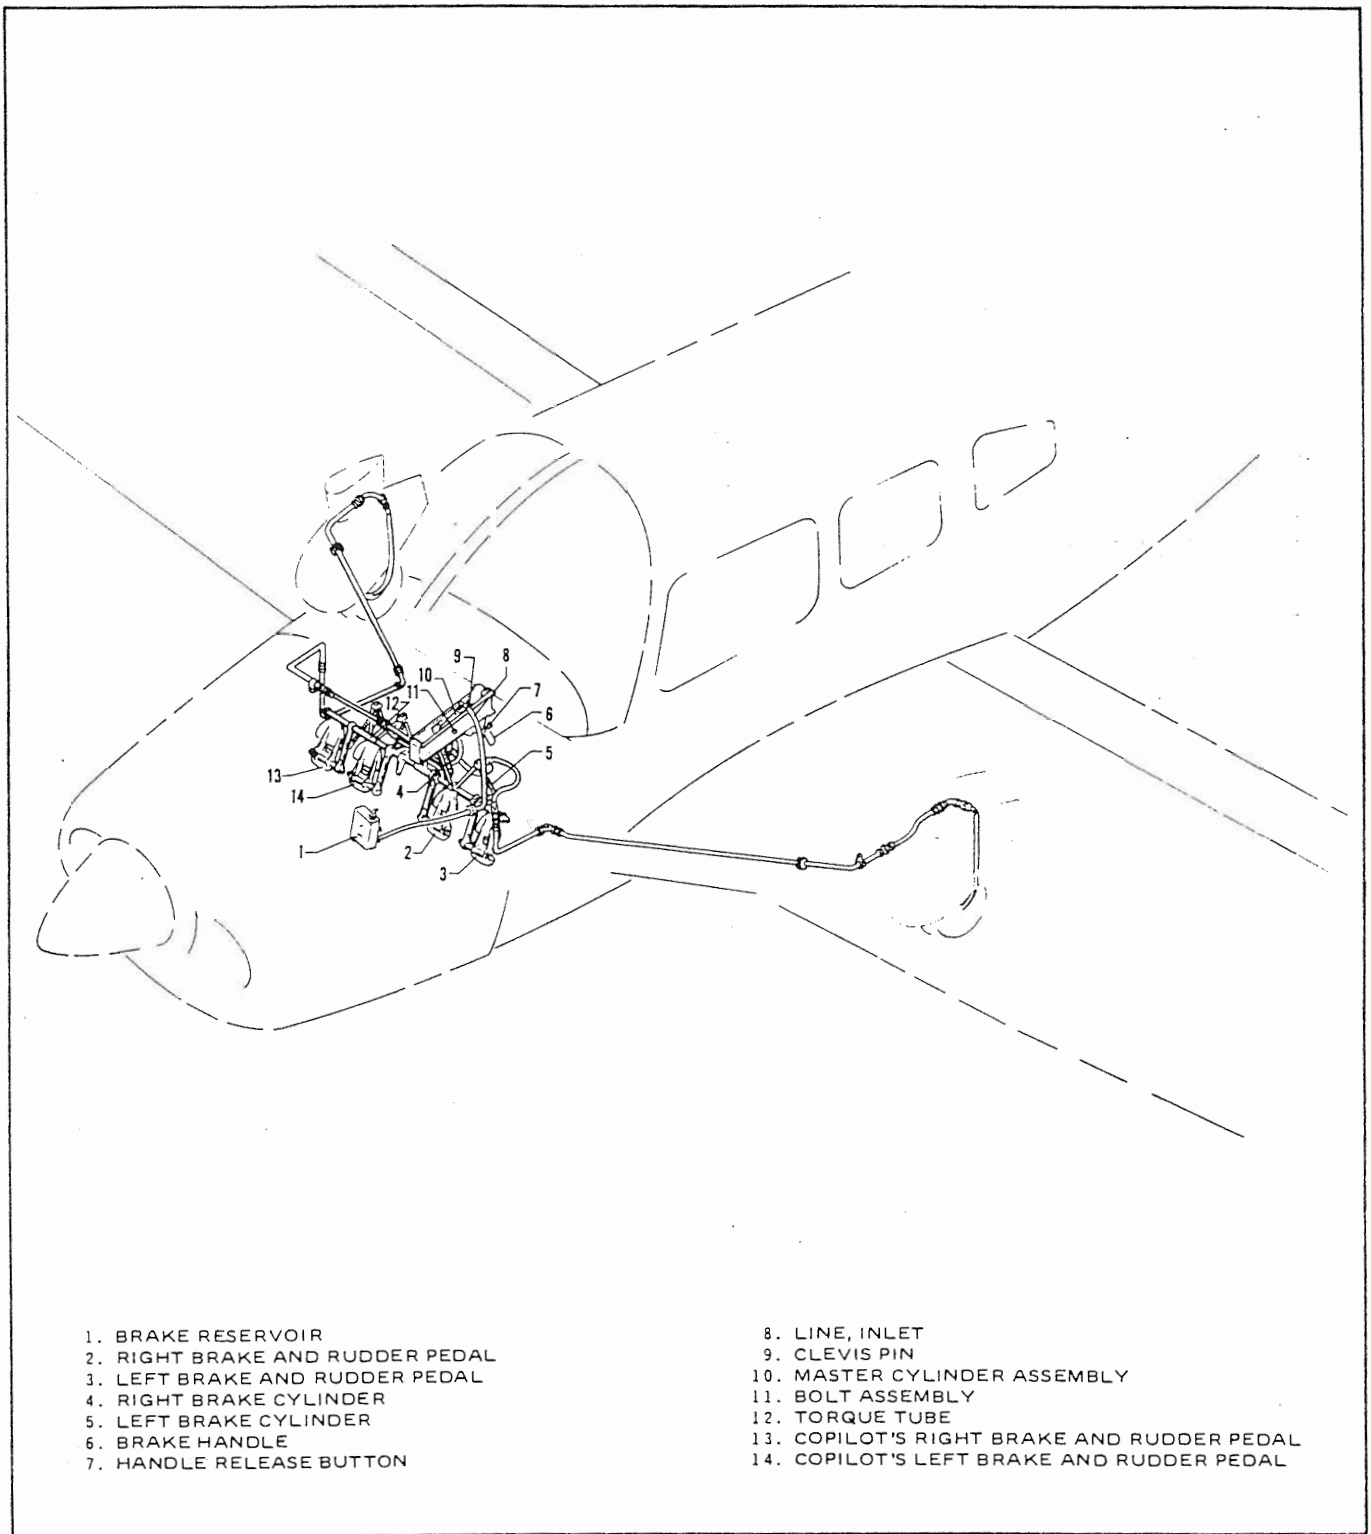 9
8
10
7
11
12
6
5
13
14
4
1
2
3
1. BRAKE RESERVOIR
2. RIGHT BRAKE AND RUDDER PEDAL
3. LEFT BRAKE AND RUDDER PEDAL
4. RIGHT BRAKE CYLINDER
5. LEFT BRAKE CYLINDER
6. BRAKE HANDLE
7. HANDLE RELEASE BUTTON
8. LINE, INLET
9. CLEVIS PIN
10. MASTER CYLINDER ASSEMBLY
11. BOLT ASSEMBLY
12. TORQUE TUBE
13. COPILOT'S RIGHT BRAKE AND RUDDER PEDAL
14. COPILOT'S LEFT BRAKE AND RUDDER PEDAL